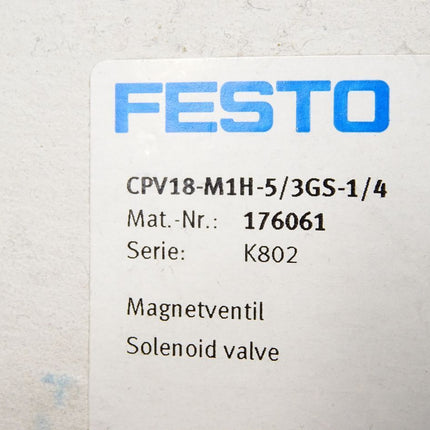 FESTO
CPV18-M1H-5/3GS-1/4
Mat.-Nr.: 176061
Serie: K802
Magnetventil
Solenoid valve